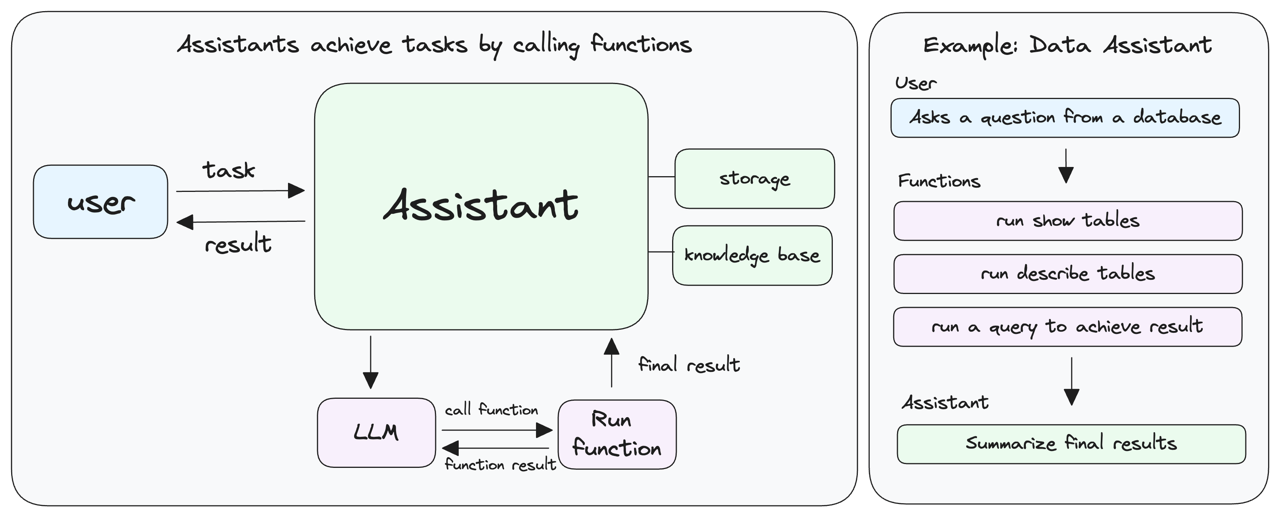 Assistants achieve tasks by calling functions
user
task
result
Assistant
storage
knowledge base
LLM
call function
function result
Run
function
final result
Example: Data Assistant
User
Asks a question from a database
Functions
run show tables
run describe tables
run a query to achieve result
Assistant
Summarize final results